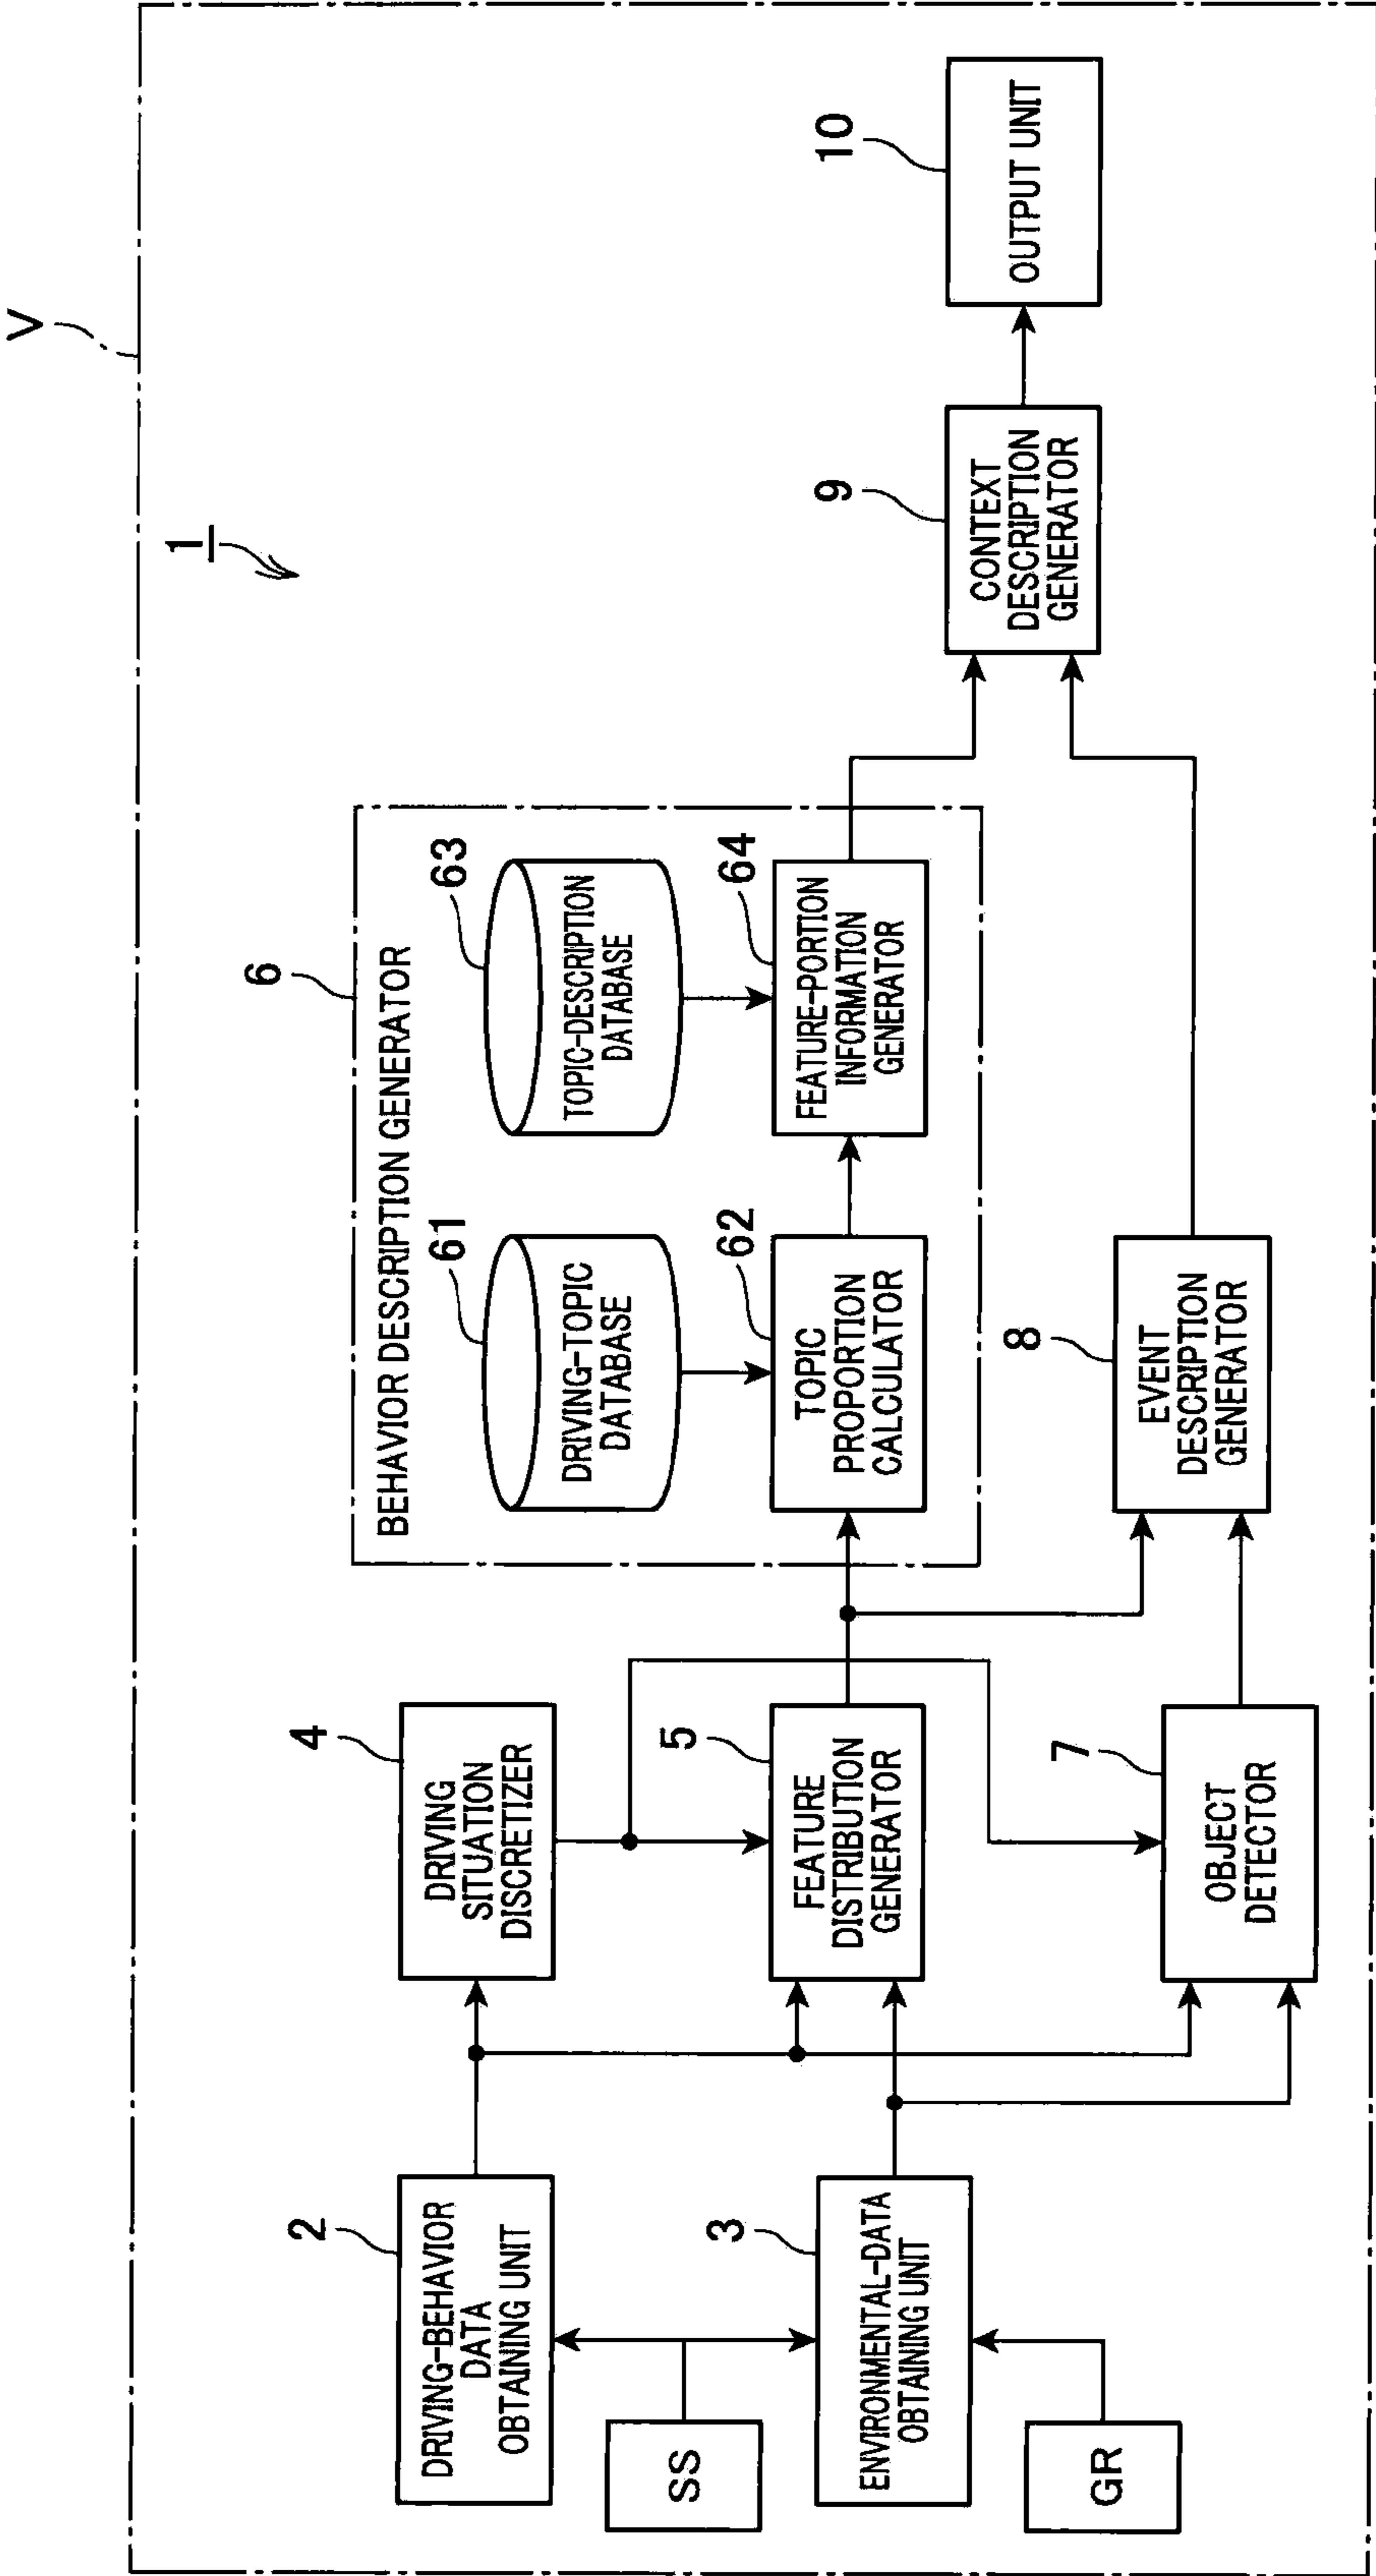 V
1
2
DRIVING-BEHAVIOR
DATA
OBTAINING UNIT
SS
3
ENVIRONMENTAL-DATA
OBTAINING UNIT
GR
4
DRIVING
SITUATION
DISCRETIZER
5
FEATURE
DISTRIBUTION
GENERATOR
7
OBJECT
DETECTOR
6
BEHAVIOR DESCRIPTION GENERATOR
61
DRIVING-TOPIC
DATABASE
62
TOPIC
PROPORTION
CALCULATOR
63
TOPIC-DESCRIPTION
DATABASE
64
FEATURE-PORTION
INFORMATION
GENERATOR
8
EVENT
DESCRIPTION
GENERATOR
9
CONTEXT
DESCRIPTION
GENERATOR
10
OUTPUT UNIT